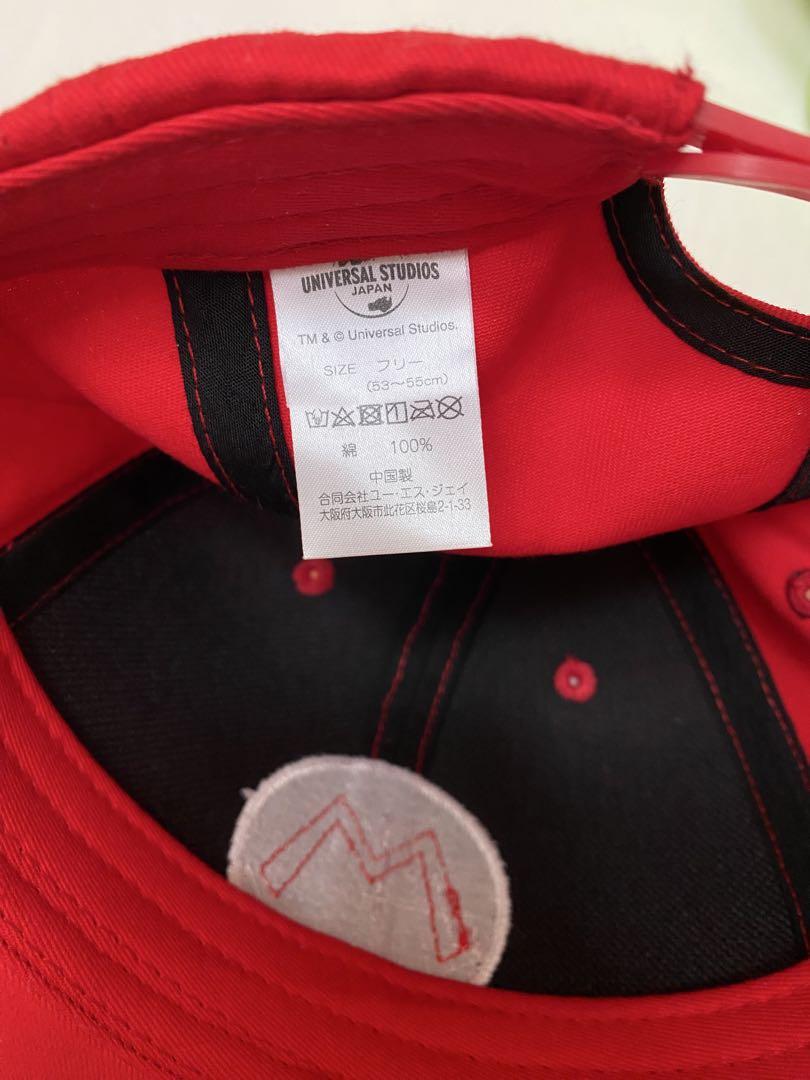 UNIVERSAL STUDIOS
JAPAN
TM & © Universal Studios.
SIZE フリー
(53～55cm)
綿 100%
中国製
合同会社ユー・エス・ジェイ
大阪府大阪市此花区桜島2-1-33
M